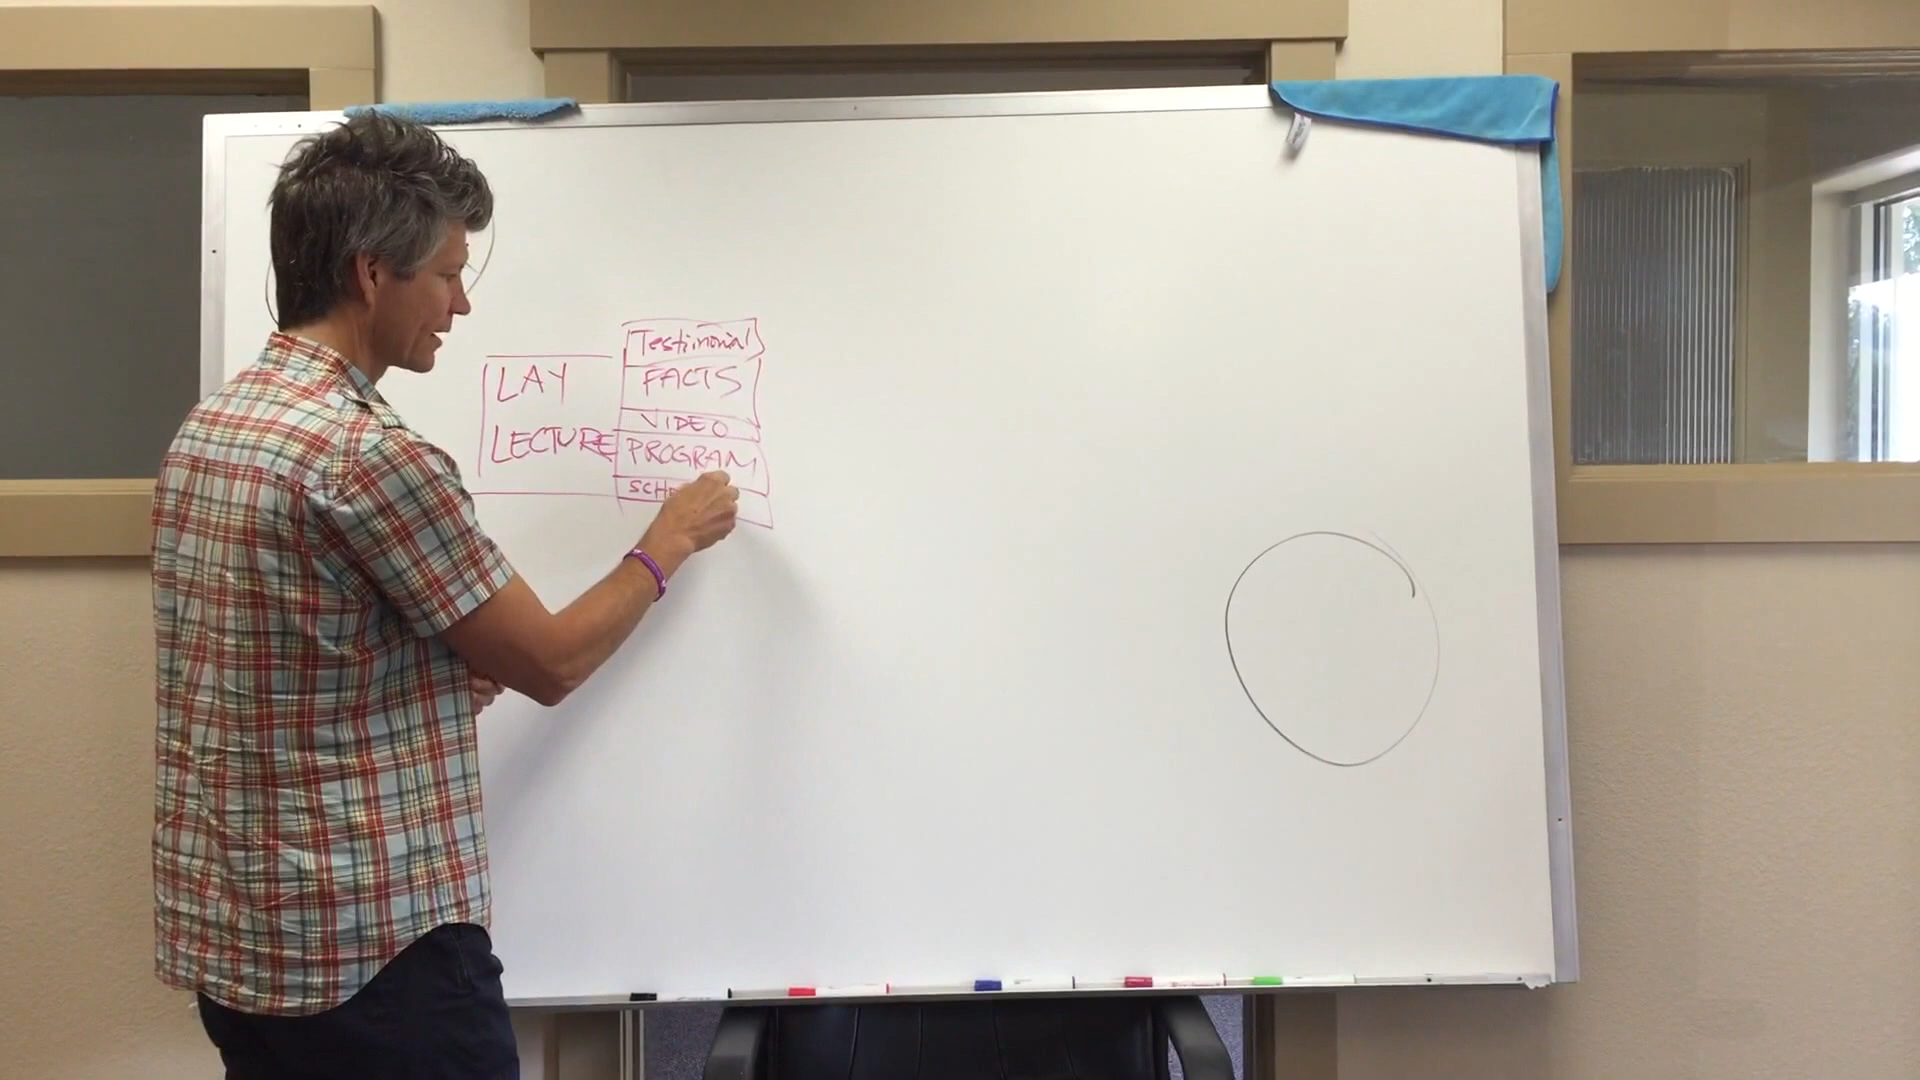 LAY
LECTURE
Testimonial
FACTS
VIDEO
PROGRAM